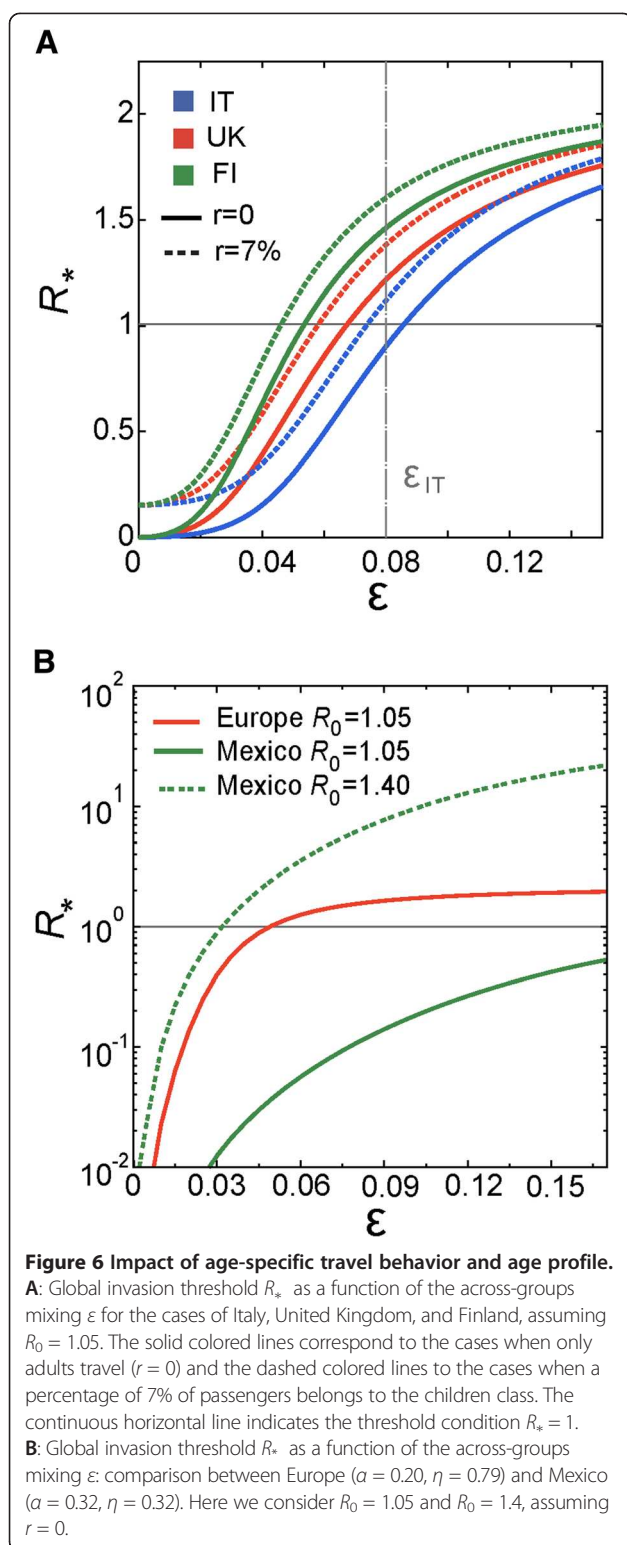 A
2
1.5
1
0.5
0
R*
IT
UK
FI
r=0
r=7%
εIT
0 0.04 0.08 0.12
ε
B
10²
10¹
10⁰
10⁻¹
10⁻²
R*
Europe R₀=1.05
Mexico R₀=1.05
Mexico R₀=1.40
0 0.03 0.06 0.09 0.12 0.15
ε
Figure 6 Impact of age-specific travel behavior and age profile.
A: Global invasion threshold R* as a function of the across-groups
mixing ε for the cases of Italy, United Kingdom, and Finland, assuming
R₀ = 1.05. The solid colored lines correspond to the cases when only
adults travel (r = 0) and the dashed colored lines to the cases when a
percentage of 7% of passengers belongs to the children class. The
continuous horizontal line indicates the threshold condition R* = 1.
B: Global invasion threshold R* as a function of the across-groups
mixing ε: comparison between Europe (α = 0.20, η = 0.79) and Mexico
(α = 0.32, η = 0.32). Here we consider R₀ = 1.05 and R₀ = 1.4, assuming
r = 0.